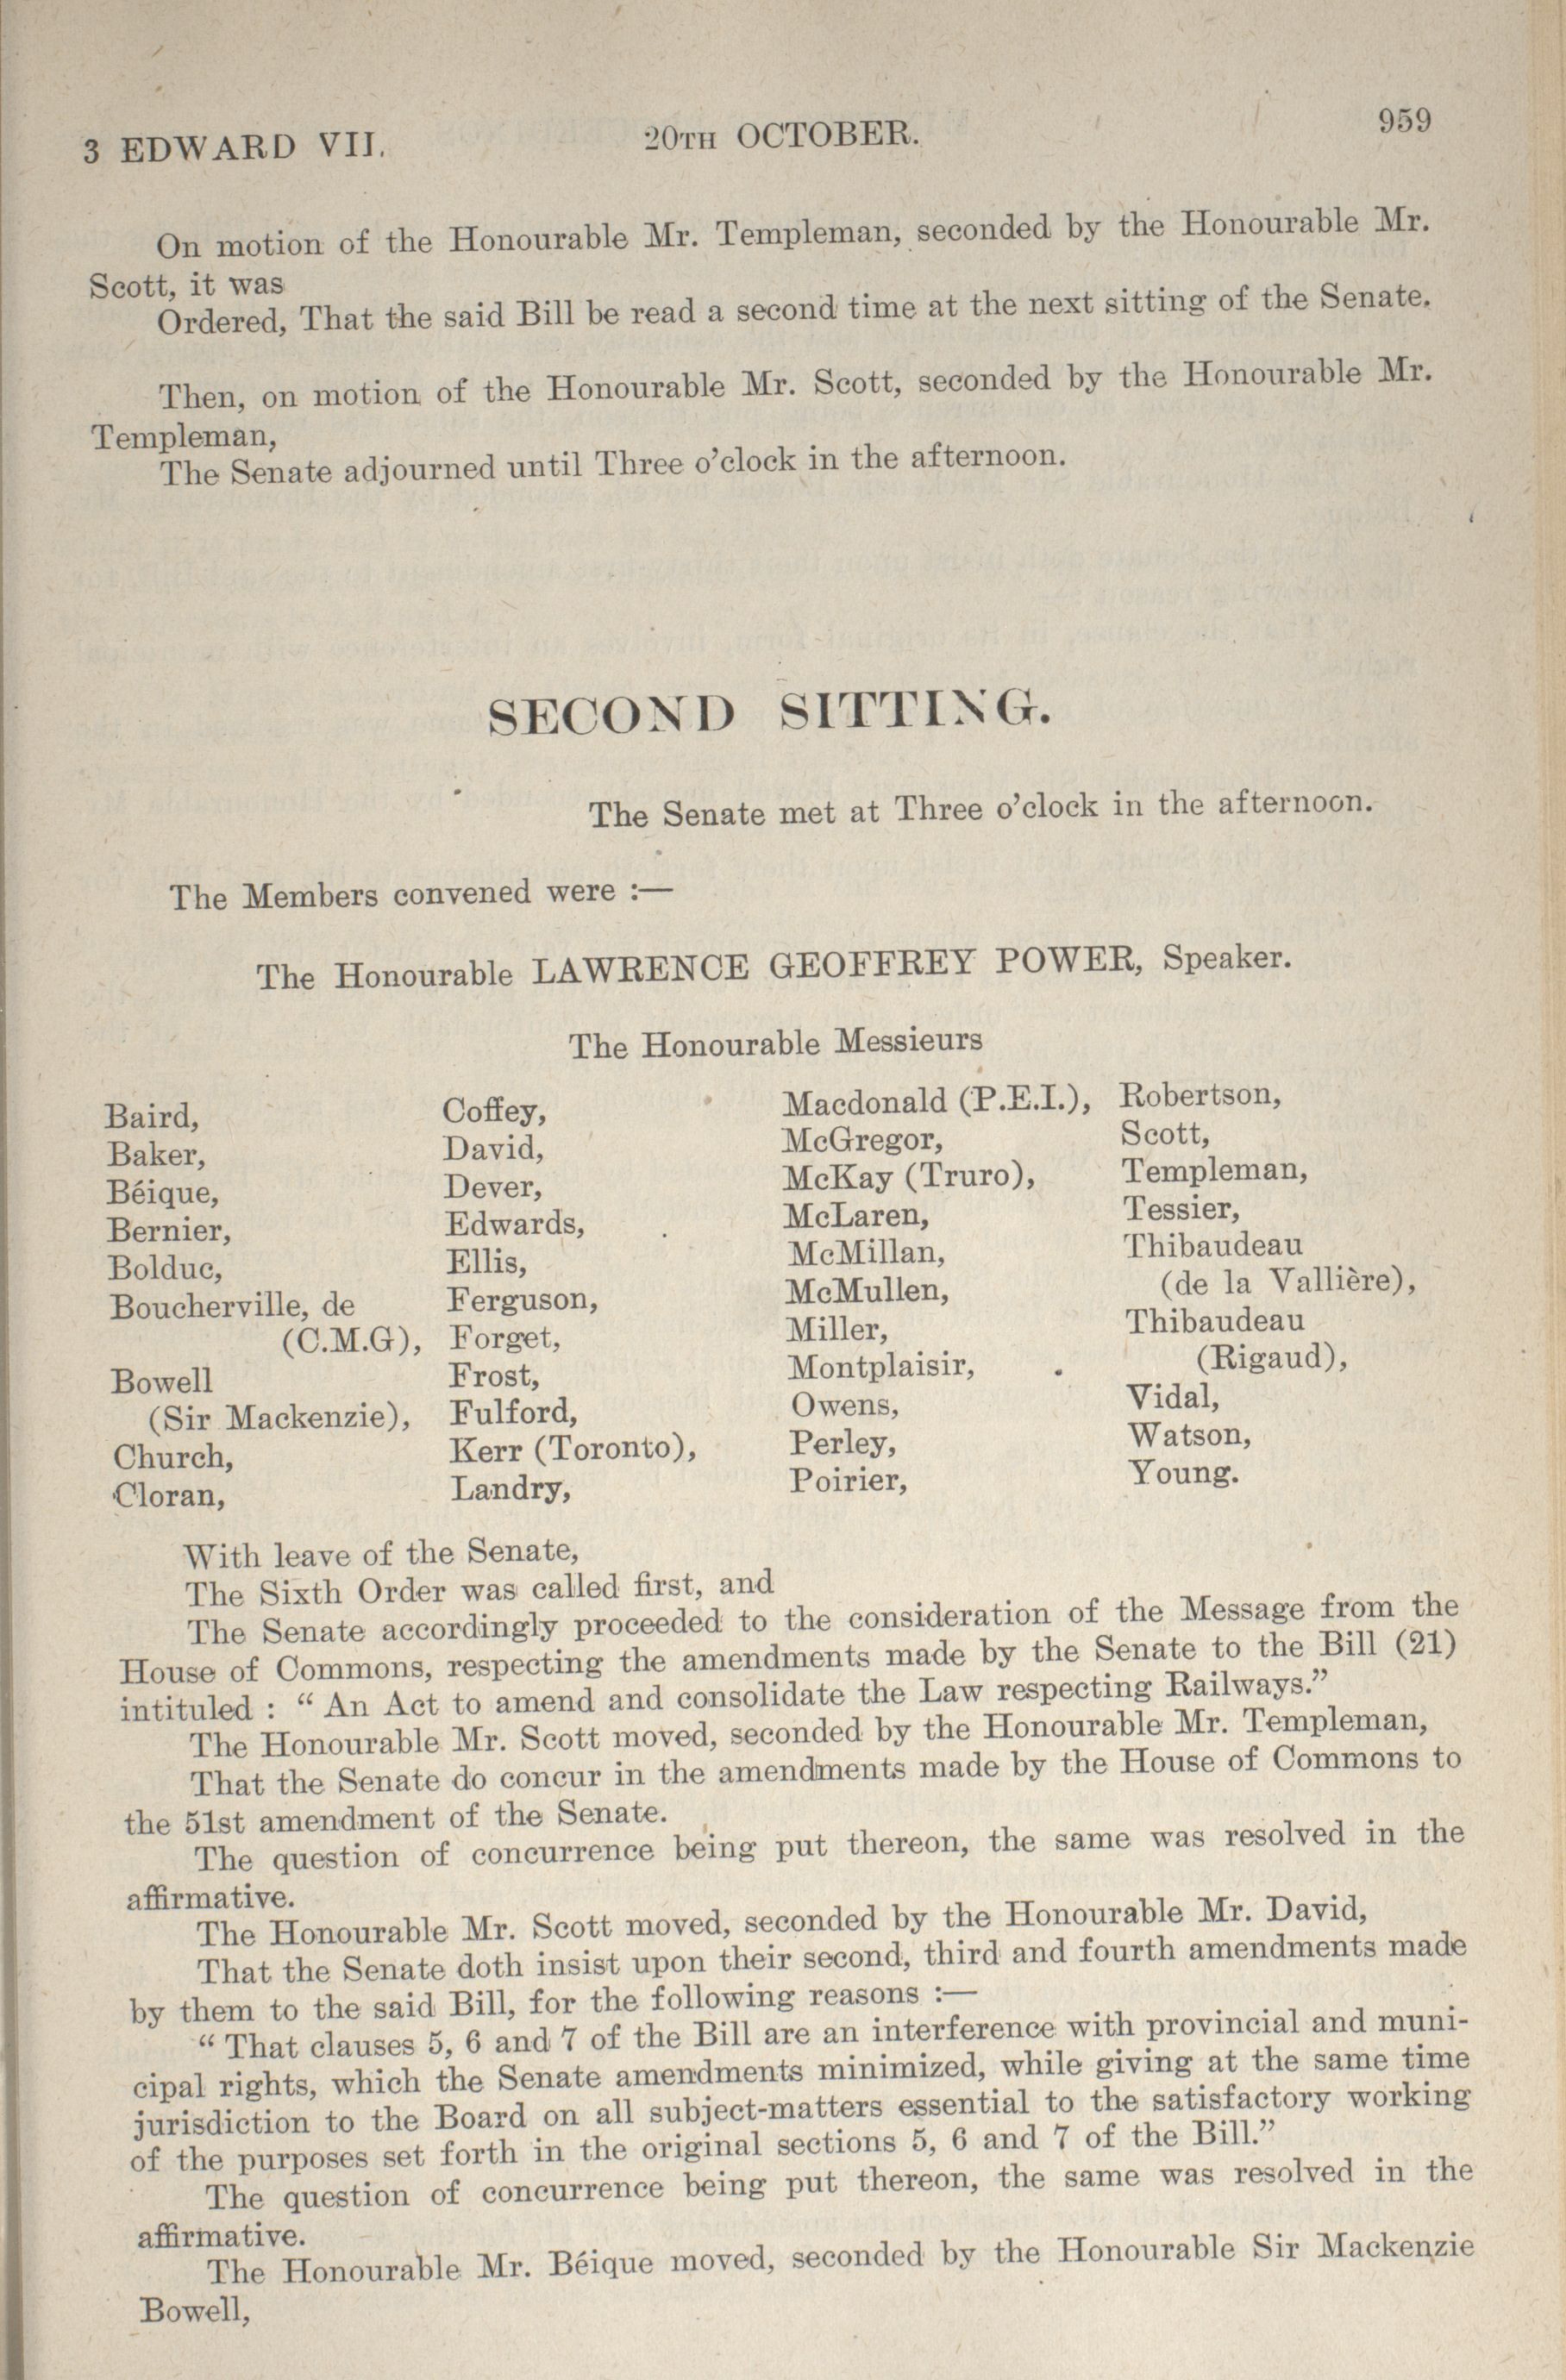 3 EDWARD VII.
20TH OCTOBER.
959
On motion of the Honourable Mr. Templeman, seconded by the Honourable Mr.
Scott, it was
Ordered, That the said Bill be read a second time at the next sitting of the Senate.
Then, on motion of the Honourable Mr. Scott, seconded by the Honourable Mr.
Templeman,
The Senate adjourned until Three o'clock in the afternoon.
SECOND SITTING.
The Senate met at Three o'clock in the afternoon.
The Members convened were :—
The Honourable LAWRENCE GEOFFREY POWER, Speaker.
The Honourable Messieurs
Baird,
Baker,
Béique,
Bernier,
Bolduc,
Boucherville, de
(C.M.G),
Bowell
(Sir Mackenzie),
Church,
Cloran,
Coffey,
David,
Dever,
Edwards,
Ellis,
Ferguson,
Forget,
Frost,
Fulford,
Kerr (Toronto),
Landry,
Macdonald (P.E.I.),
McGregor,
McKay (Truro),
McLaren,
McMillan,
McMullen,
Miller,
Montplaisir,
Owens,
Perley,
Poirier,
Robertson,
Scott,
Templeman,
Tessier,
Thibaudeau
(de la Vallière),
Thibaudeau
(Rigaud),
Vidal,
Watson,
Young.
With leave of the Senate,
The Sixth Order was called first, and
The Senate accordingly proceeded to the consideration of the Message from the
House of Commons, respecting the amendments made by the Senate to the Bill (21)
intituled : “ An Act to amend and consolidate the Law respecting Railways.”
The Honourable Mr. Scott moved, seconded by the Honourable Mr. Templeman,
That the Senate do concur in the amendments made by the House of Commons to
the 51st amendment of the Senate.
The question of concurrence being put thereon, the same was resolved in the
affirmative.
The Honourable Mr. Scott moved, seconded by the Honourable Mr. David,
That the Senate doth insist upon their second, third and fourth amendments made
by them to the said Bill, for the following reasons :—
“ That clauses 5, 6 and 7 of the Bill are an interference with provincial and muni-
cipal rights, which the Senate amendments minimized, while giving at the same time
jurisdiction to the Board on all subject-matters essential to the satisfactory working
of the purposes set forth in the original sections 5, 6 and 7 of the Bill.”
The question of concurrence being put thereon, the same was resolved in the
affirmative.
The Honourable Mr. Béique moved, seconded by the Honourable Sir Mackenzie
Bowell,